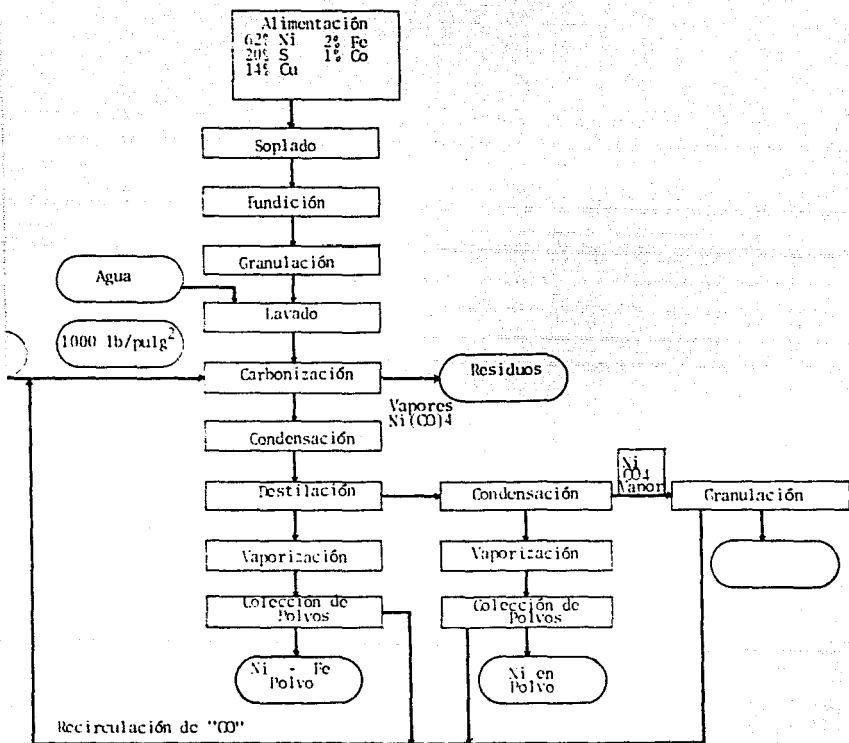 Alimentación
62% Ni 2% Fe
20% S 1% Co
14% Cu
Soplado
Fundición
Granulación
Agua
Lavado
1000 lb/pulg²
Carbonización
Residuos
Vapores
Ni(CO)4
Condensación
Ni
CO4
Vapor
Destilación
Condensación
Granulación
Vaporización
Vaporización
Colección de
Polvos
Colección de
Polvos
Ni - Fe
Polvo
Ni en
Polvo
Recirculación de "CO"